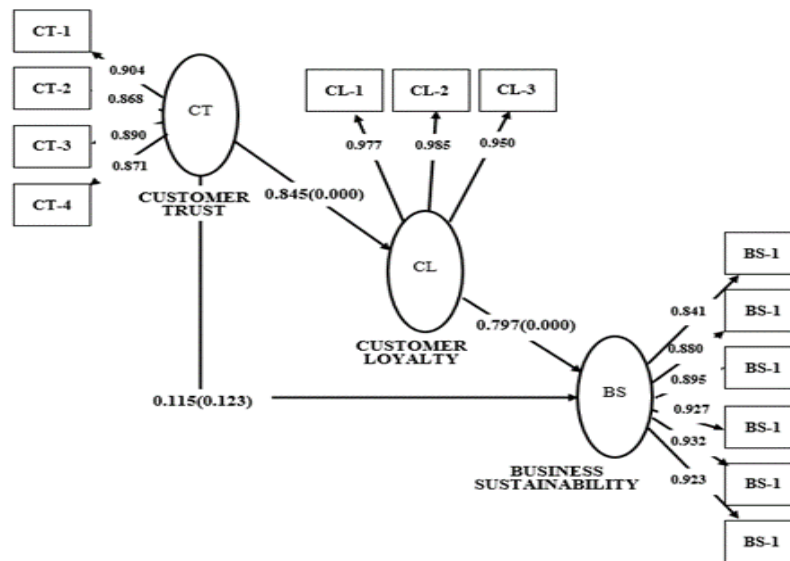 CT-1
CT-2
CT-3
CT-4
0.904
0.868
0.890
0.871
CT
CUSTOMER
TRUST
CL-1
CL-2
CL-3
0.977
0.985
0.950
0.845(0.000)
CL
CUSTOMER
LOYALTY
0.797(0.000)
0.115(0.123)
BS
BUSINESS
SUSTAINABILITY
0.841
0.880
0.895
0.927
0.932
0.923
BS-1
BS-1
BS-1
BS-1
BS-1
BS-1